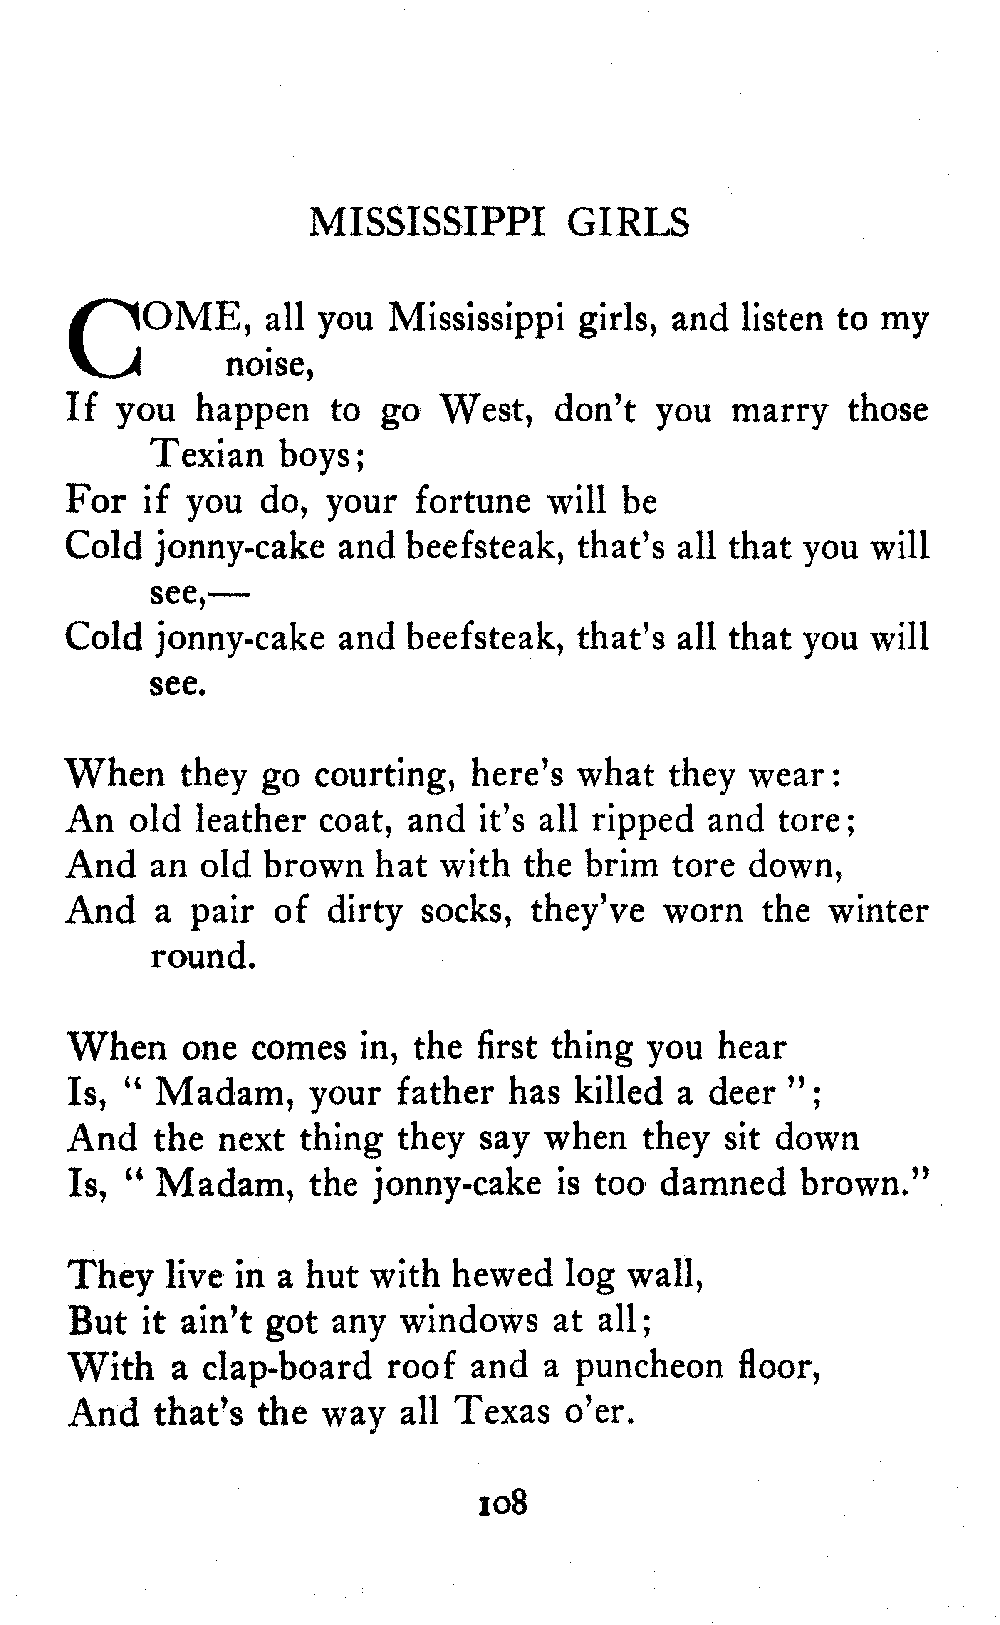 MISSISSIPPI GIRLS
COME, all you Mississippi girls, and listen to my
noise,
If you happen to go West, don't you marry those
Texian boys;
For if you do, your fortune will be
Cold jonny-cake and beefsteak, that's all that you will
see,—
Cold jonny-cake and beefsteak, that's all that you will
see.
When they go courting, here's what they wear:
An old leather coat, and it's all ripped and tore;
And an old brown hat with the brim tore down,
And a pair of dirty socks, they've worn the winter
round.
When one comes in, the first thing you hear
Is, “ Madam, your father has killed a deer ”;
And the next thing they say when they sit down
Is, “ Madam, the jonny-cake is too damned brown.”
They live in a hut with hewed log wall,
But it ain't got any windows at all;
With a clap-board roof and a puncheon floor,
And that's the way all Texas o'er.
108